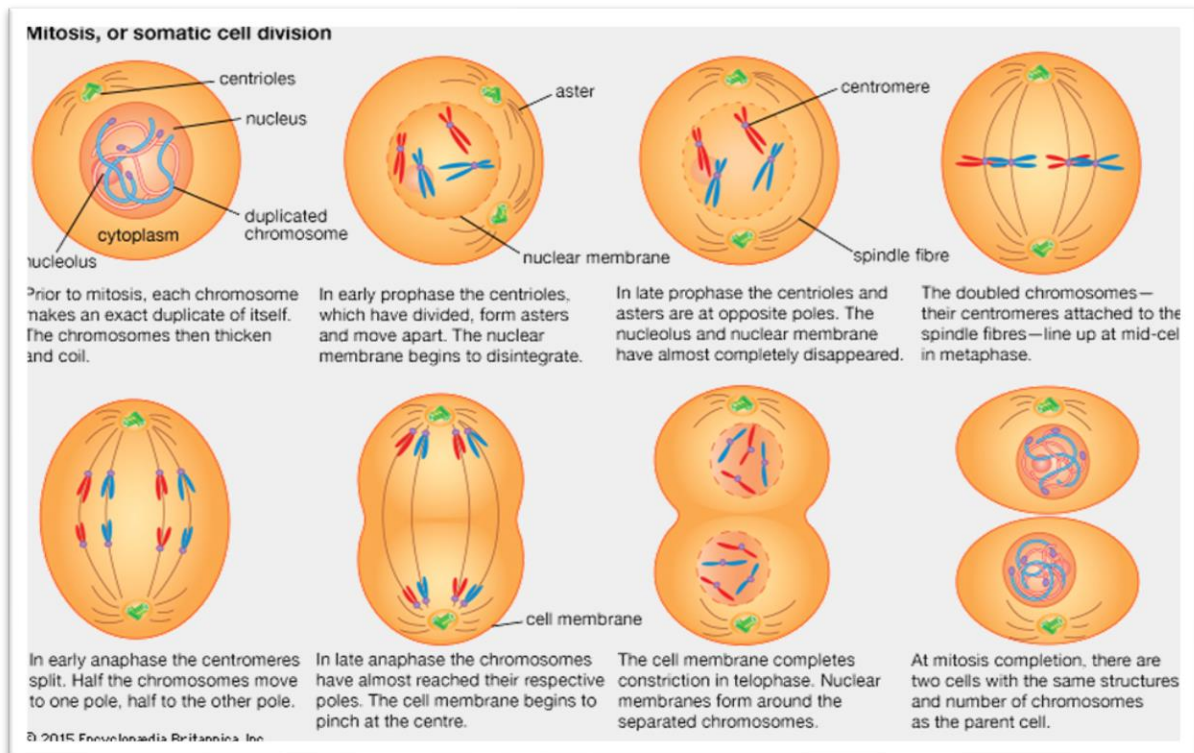 Mitosis, or somatic cell division
centrioles
nucleus
duplicated
chromosome
cytoplasm
nucleolus
Prior to mitosis, each chromosome
makes an exact duplicate of itself.
The chromosomes then thicken
and coil.
aster
nuclear membrane
In early prophase the centrioles,
which have divided, form asters
and move apart. The nuclear
membrane begins to disintegrate.
centromere
spindle fibre
In late prophase the centrioles and
asters are at opposite poles. The
nucleolus and nuclear membrane
have almost completely disappeared.
The doubled chromosomes—
their centromeres attached to the
spindle fibres—line up at mid-cel
in metaphase.
In early anaphase the centromeres
split. Half the chromosomes move
to one pole, half to the other pole.
cell membrane
In late anaphase the chromosomes
have almost reached their respective
poles. The cell membrane begins to
pinch at the centre.
The cell membrane completes
constriction in telophase. Nuclear
membranes form around the
separated chromosomes.
At mitosis completion, there are
two cells with the same structures
and number of chromosomes
as the parent cell.
© 2015 Encyclopædia Britannica, Inc.